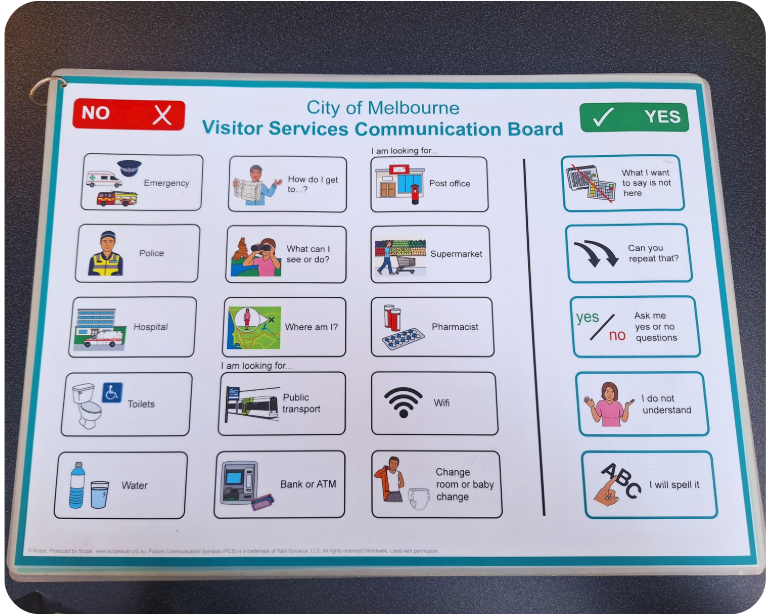 NO X
City of Melbourne
Visitor Services Communication Board
YES
Emergency
Police
Hospital
Toilets
Water
How do I get
to...?
What can I
see or do?
Where am I?
I am looking for...
Public
transport
Bank or ATM
I am looking for...
Post office
Supermarket
Pharmacist
Wifi
Change
room or baby
change
What I want
to say is not
here
Can you
repeat that?
yes/no
Ask me
yes or no
questions
I do not
understand
ABC
I will spell it
© Scope. Produced by Scope. www.scopeaust.org.au. Picture Communication Symbols (PCS) is a trademark of Tobii Dynavox, LLC. All rights reserved Worldwide. Used with permission.